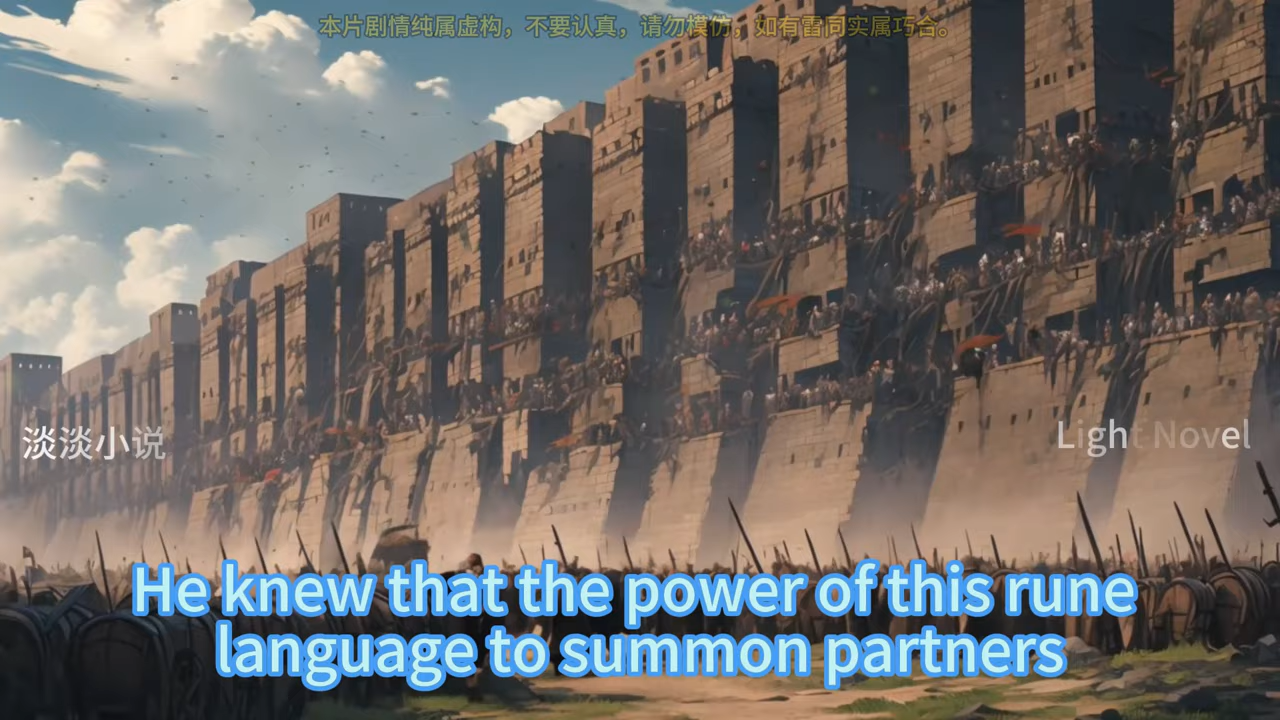 本片剧情纯属虚构，不要认真，请勿模仿，如有雷同实属巧合。
淡淡小说
Light Novel
He knew that the power of this rune
language to summon partners